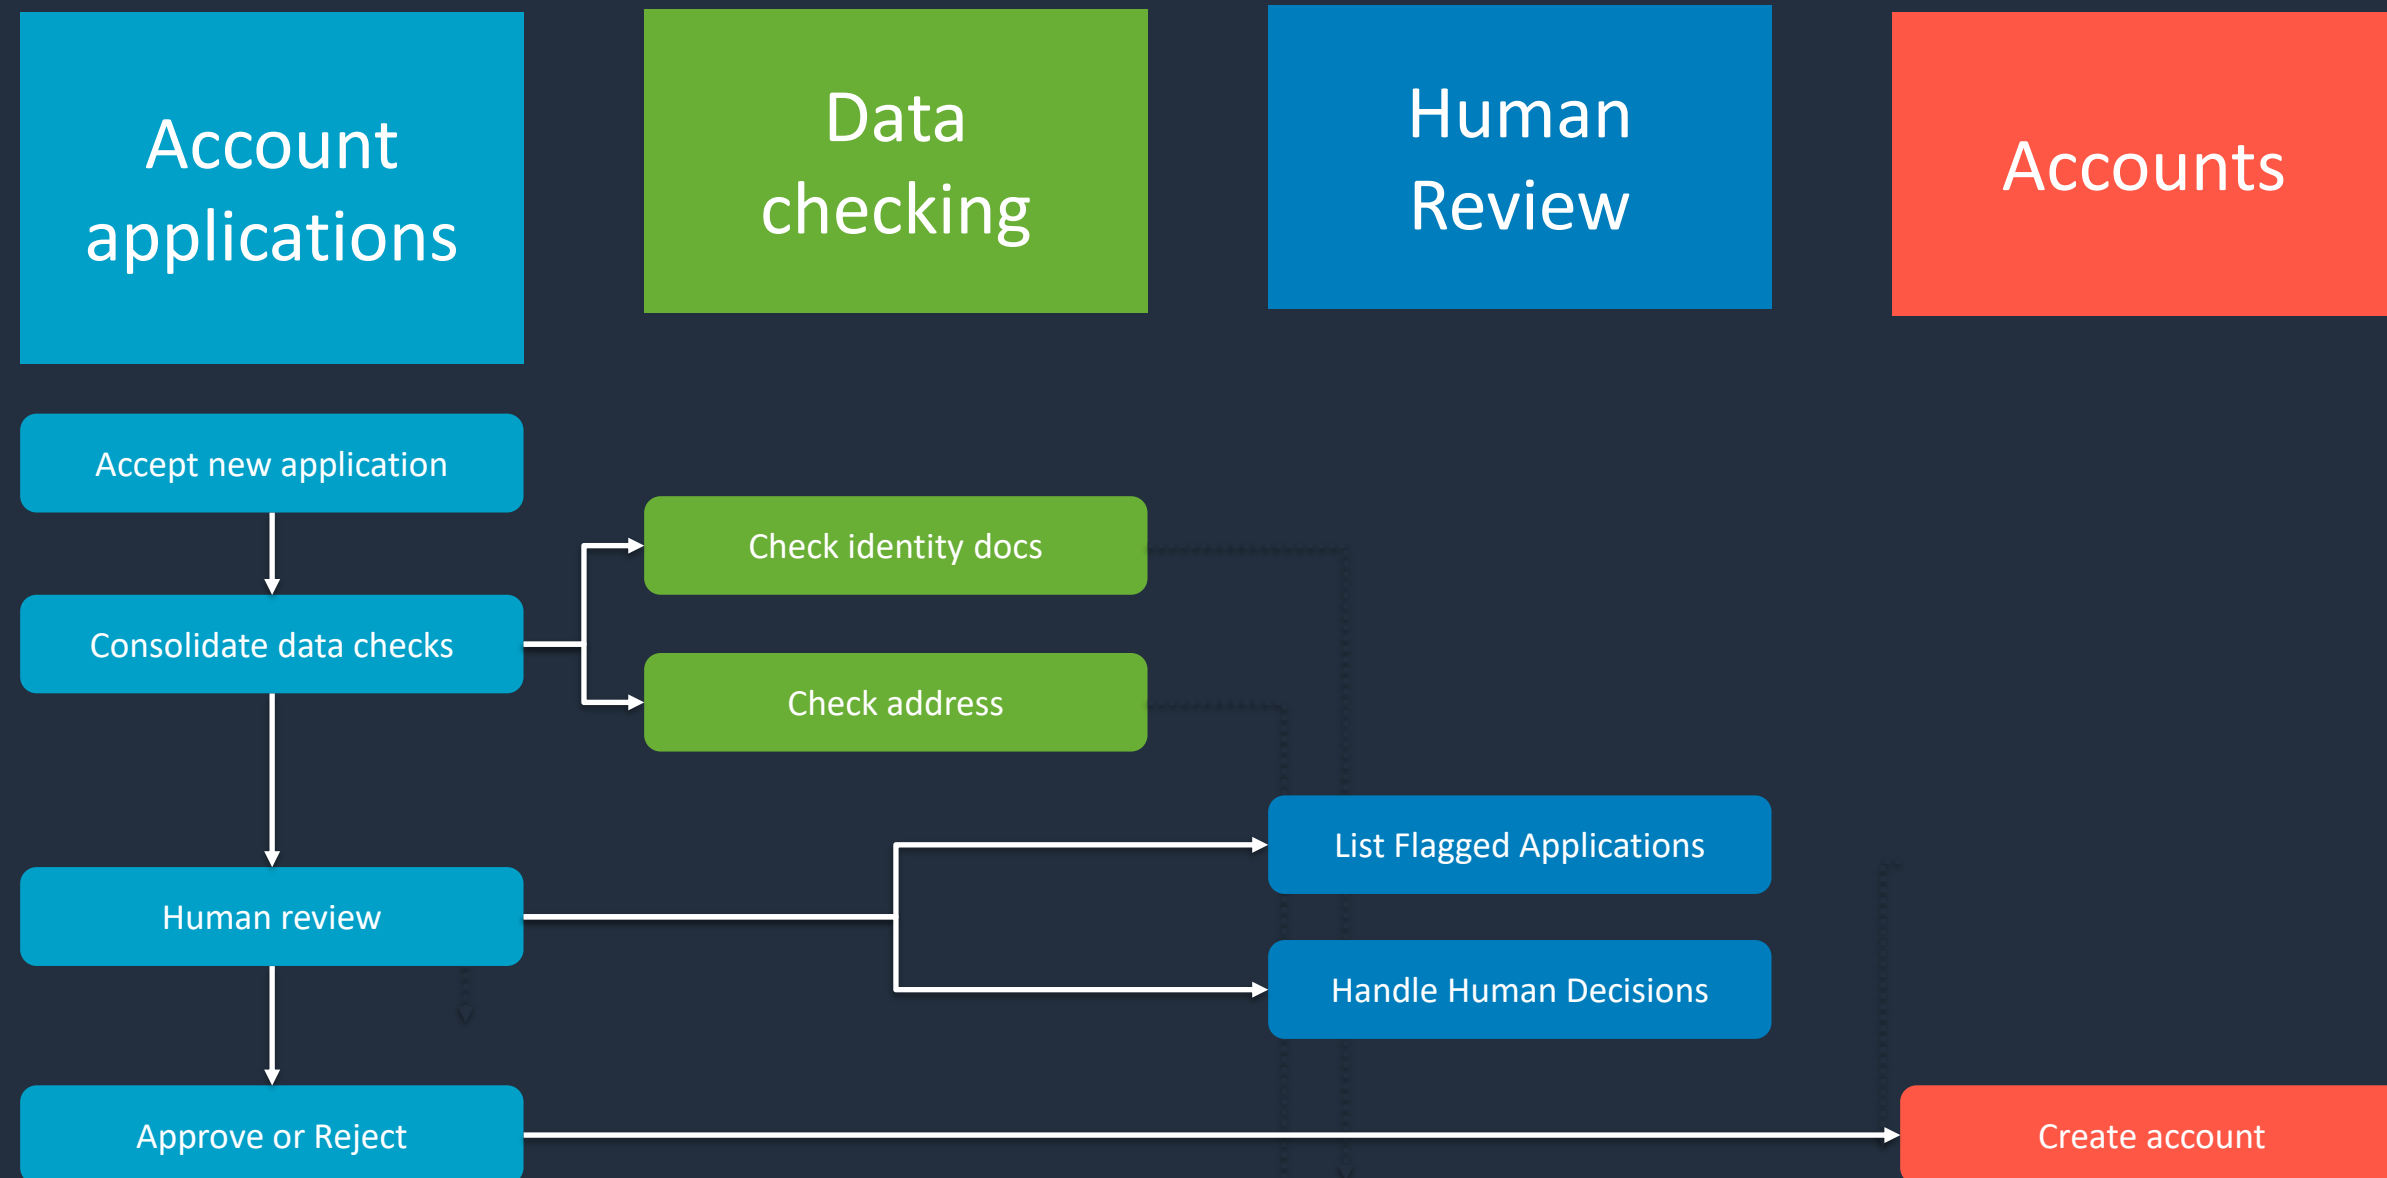 Account
applications
Data
checking
Human
Review
Accounts
Accept new application
Check identity docs
Consolidate data checks
Check address
List Flagged Applications
Human review
Handle Human Decisions
Approve or Reject
Create account